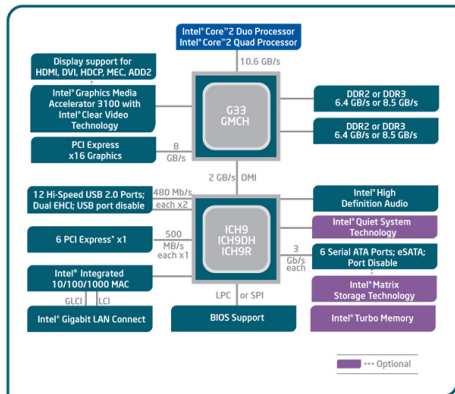 Intel® Core™2 Duo Processor
Intel® Core™2 Quad Processor
10.6 GB/s
Display support for
HDMI, DVI, HDCP, MEC, ADD2
Intel® Graphics Media
Accelerator 3100 with
Intel® Clear Video
Technology
PCI Express
x16 Graphics
8
GB/s
G33
GMCH
DDR2 or DDR3
6.4 GB/s or 8.5 GB/s
DDR2 or DDR3
6.4 GB/s or 8.5 GB/s
2 GB/s DMI
12 Hi-Speed USB 2.0 Ports;
Dual EHCI; USB port disable
480 Mb/s
each x2
6 PCI Express* x1
500
MB/s
each x1
Intel® Integrated
10/100/1000 MAC
GLCI
LCI
Intel® Gigabit LAN Connect
ICH9
ICH9DH
ICH9R
Intel® High
Definition Audio
Intel® Quiet System
Technology
3
Gb/s
each
6 Serial ATA Ports; eSATA;
Port Disable
Intel® Matrix
Storage Technology
Intel® Turbo Memory
LPC or SPI
BIOS Support
Optional